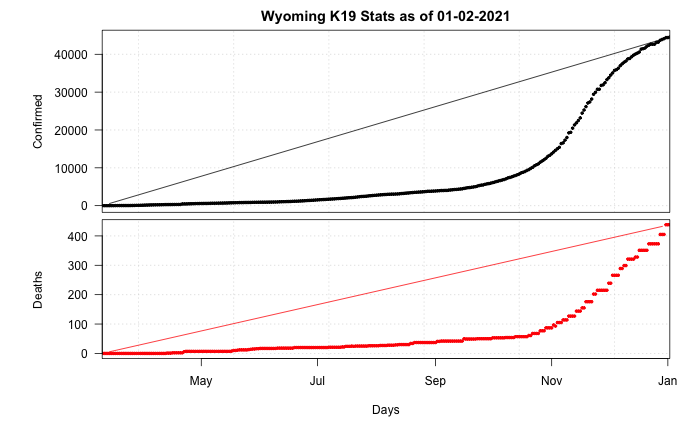 Wyoming K19 Stats as of 01-02-2021
Confirmed
40000
30000
20000
10000
0
Deaths
400
300
200
100
0
May Jul Sep Nov Jan
Days